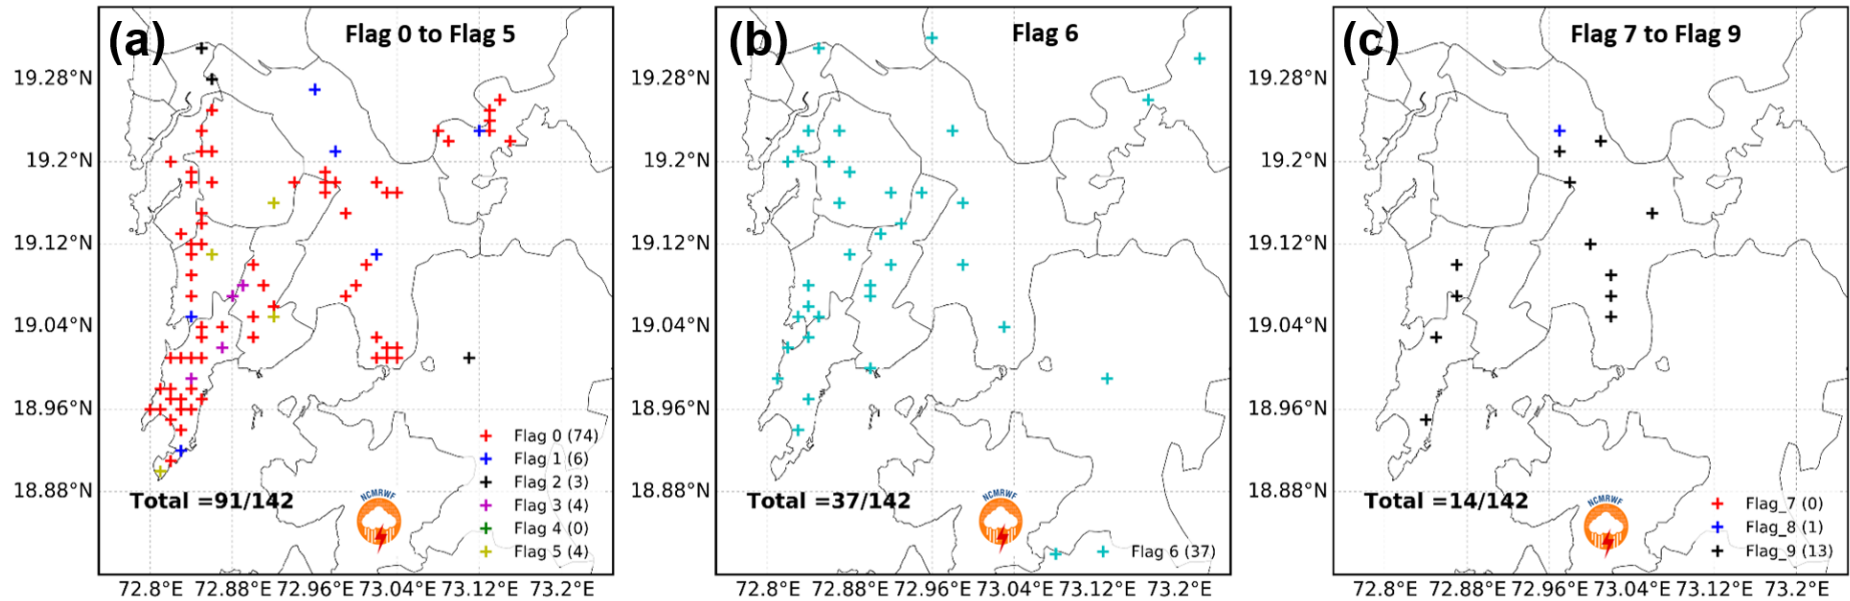 (a)
Flag 0 to Flag 5
19.28°N
19.2°N
19.12°N
19.04°N
18.96°N
18.88°N
Flag 0 (74)
Flag 1 (6)
Flag 2 (3)
Flag 3 (4)
Flag 4 (0)
Flag 5 (4)
Total =91/142
NCMRWF
72.8°E 72.88°E 72.96°E 73.04°E 73.12°E 73.2°E
(b)
Flag 6
19.28°N
19.2°N
19.12°N
19.04°N
18.96°N
18.88°N
Total =37/142
NCMRWF
Flag 6 (37)
72.8°E 72.88°E 72.96°E 73.04°E 73.12°E 73.2°E
(c)
Flag 7 to Flag 9
19.28°N
19.2°N
19.12°N
19.04°N
18.96°N
18.88°N
Total =14/142
NCMRWF
Flag_7 (0)
Flag_8 (1)
Flag_9 (13)
72.8°E 72.88°E 72.96°E 73.04°E 73.12°E 73.2°E